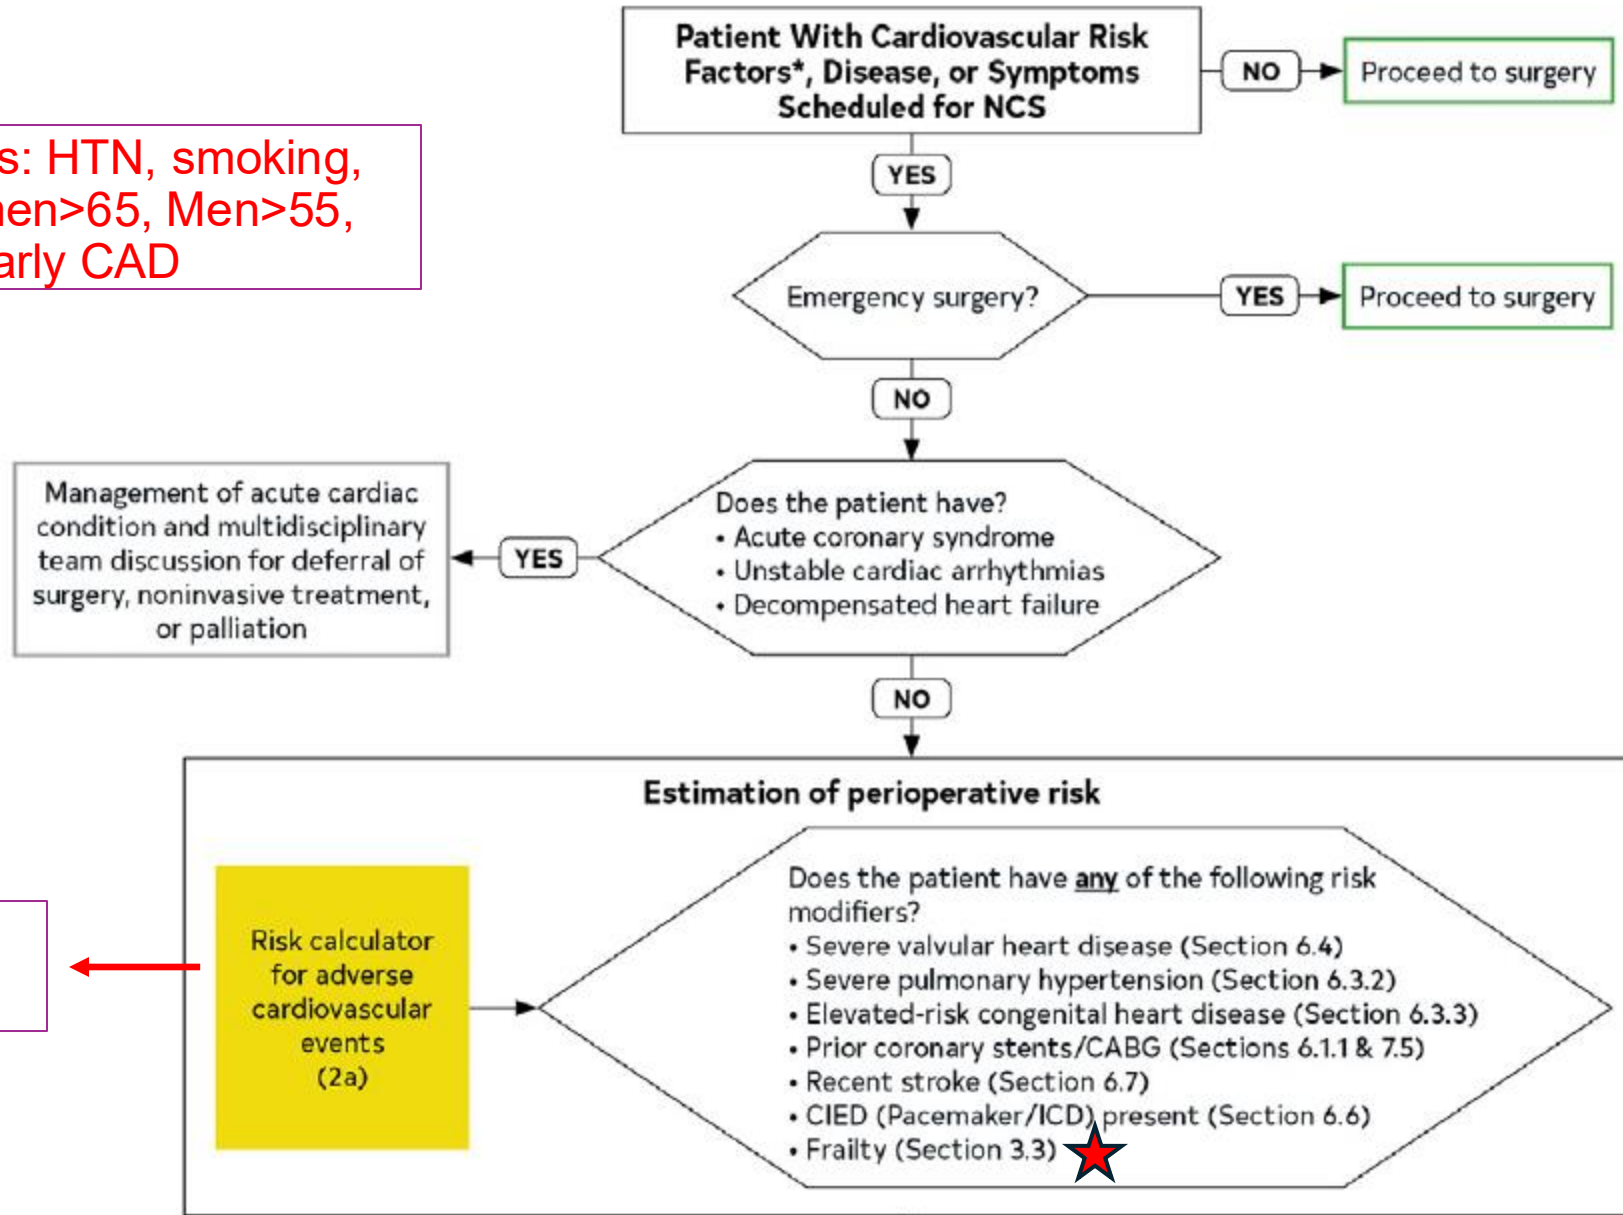 Patient With Cardiovascular Risk
Factors*, Disease, or Symptoms
Scheduled for NCS
NO
Proceed to surgery
s: HTN, smoking,
nen>65, Men>55,
arly CAD
YES
Emergency surgery?
YES
Proceed to surgery
NO
Does the patient have?
• Acute coronary syndrome
• Unstable cardiac arrhythmias
• Decompensated heart failure
YES
Management of acute cardiac
condition and multidisciplinary
team discussion for deferral of
surgery, noninvasive treatment,
or palliation
NO
Estimation of perioperative risk
Risk calculator
for adverse
cardiovascular
events
(2a)
Does the patient have any of the following risk
modifiers?
• Severe valvular heart disease (Section 6.4)
• Severe pulmonary hypertension (Section 6.3.2)
• Elevated-risk congenital heart disease (Section 6.3.3)
• Prior coronary stents/CABG (Sections 6.1.1 & 7.5)
• Recent stroke (Section 6.7)
• CIED (Pacemaker/ICD) present (Section 6.6)
• Frailty (Section 3.3)